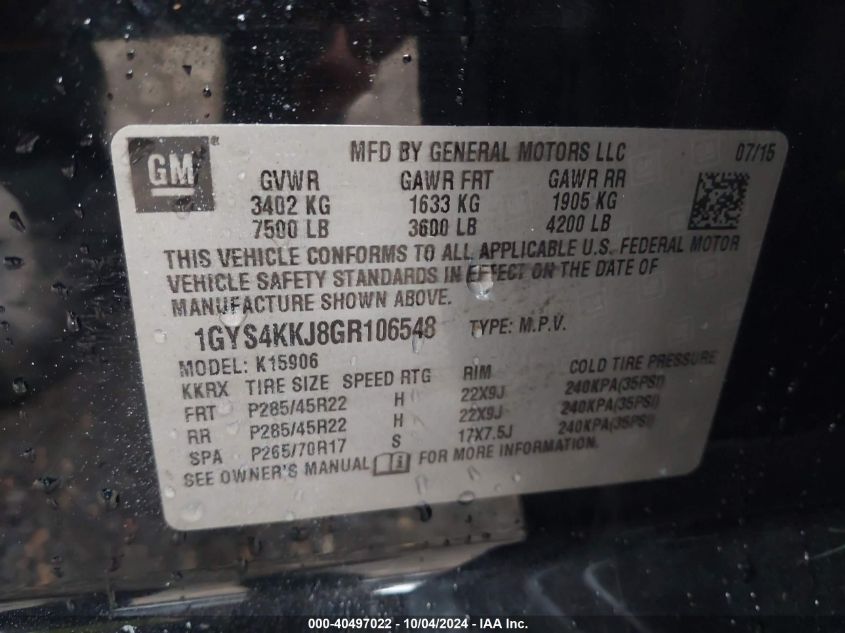 GM
MFD BY GENERAL MOTORS LLC 07/15
GVWR GAWR FRT GAWR RR
3402 KG 1633 KG 1905 KG
7500 LB 3600 LB 4200 LB
THIS VEHICLE CONFORMS TO ALL APPLICABLE U.S. FEDERAL MOTOR
VEHICLE SAFETY STANDARDS IN EFFECT ON THE DATE OF
MANUFACTURE SHOWN ABOVE.
1GYS4KKJ8GR106548 TYPE: M.P.V.
MODEL: K15906
KKRX TIRE SIZE SPEED RTG RIM COLD TIRE PRESSURE
FRT P285/45R22 H 22X9J 240KPA(35PSI)
RR P285/45R22 H 22X9J 240KPA(35PSI)
SPA P265/70R17 S 17X7.5J 240KPA(35PSI)
SEE OWNER'S MANUAL FOR MORE INFORMATION.
000-40497022 - 10/04/2024 - IAA Inc.